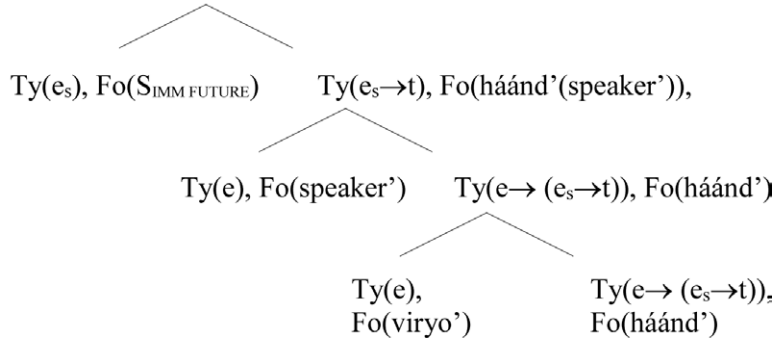 Ty(eₛ), Fo(S_IMM FUTURE) Ty(eₛ→t), Fo(háánd’(speaker’)),
Ty(e), Fo(speaker’) Ty(e→ (eₛ→t)), Fo(háánd’)
Ty(e), Ty(e→ (eₛ→t)),
Fo(viryo’) Fo(háánd’)